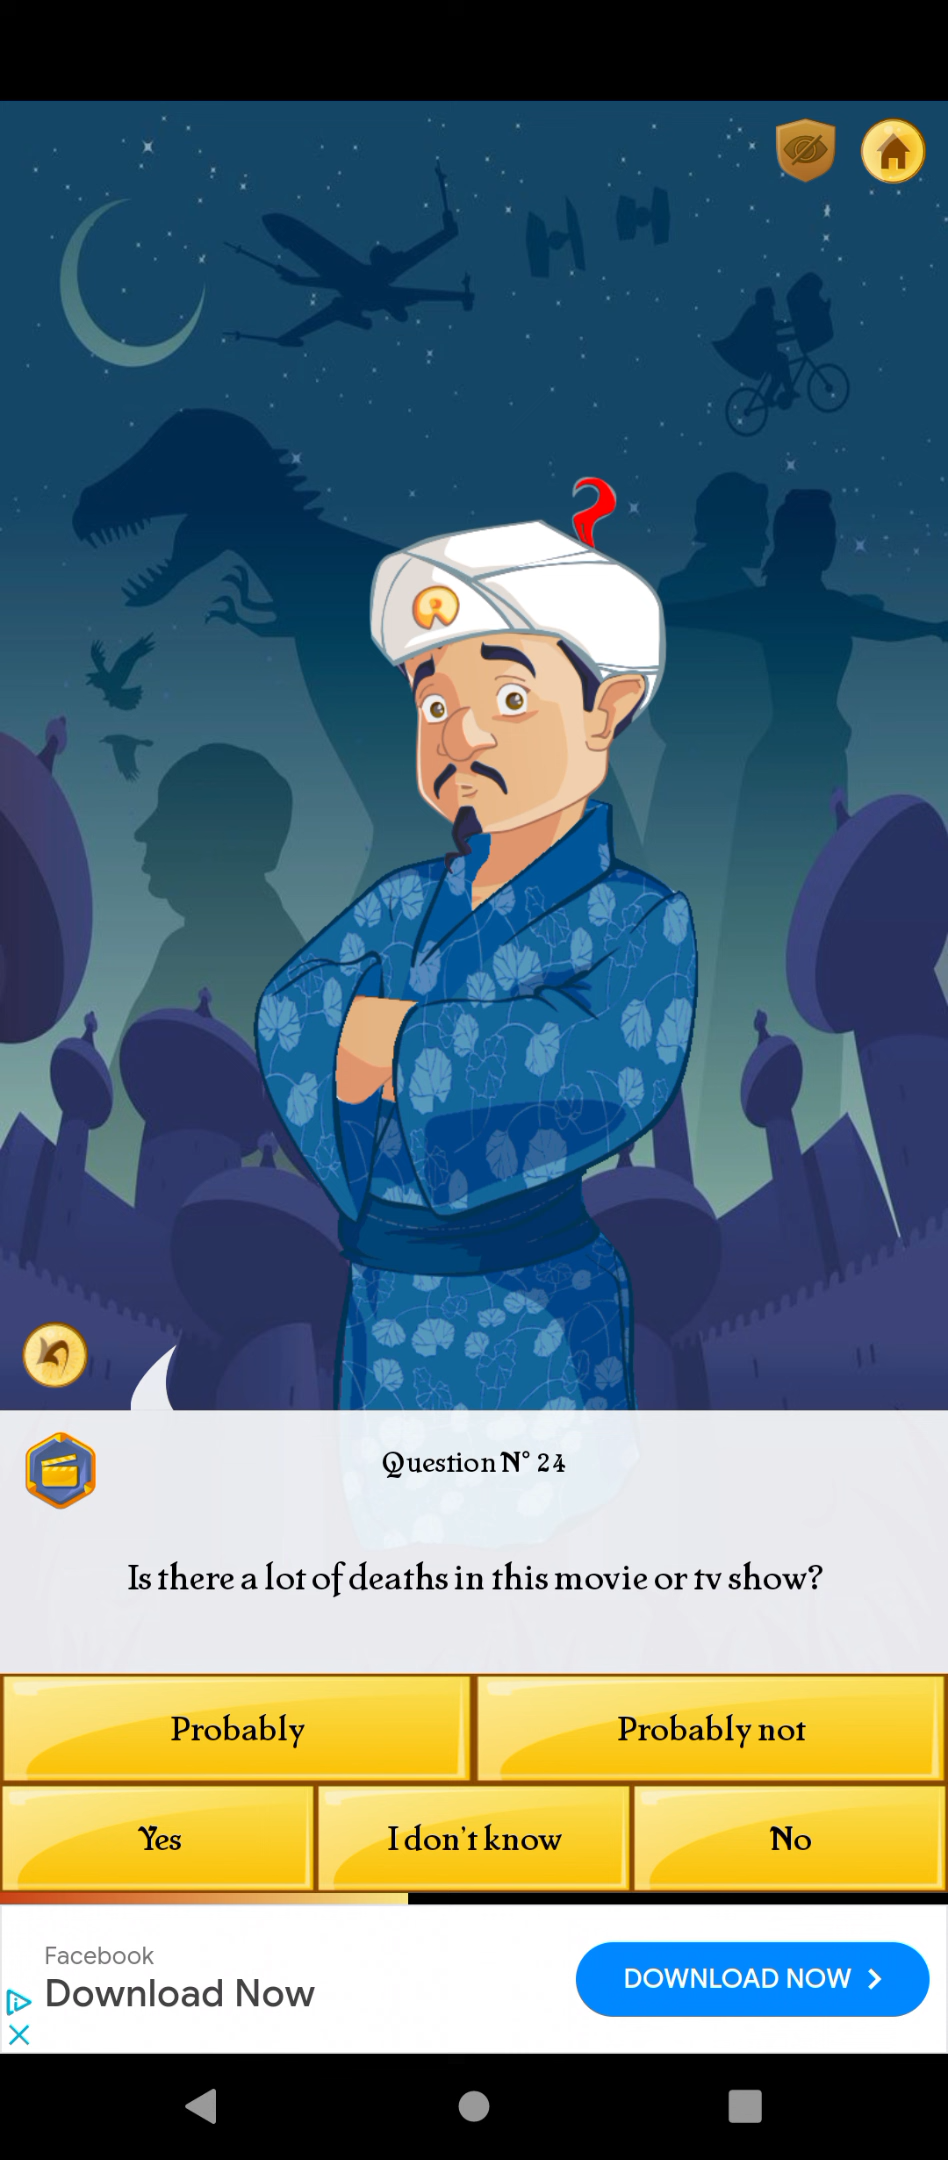 Question N° 24
Is there a lot of deaths in this movie or tv show?
Probably
Probably not
Yes
I don't know
No
Facebook
Download Now
DOWNLOAD NOW